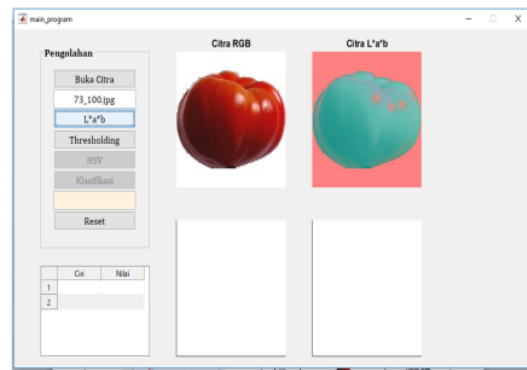 main_program
Pengolahan
Buka Citra
73_100.jpg
L*a*b
Thresholding
HSV
Klasifikasi
Reset
Citra RGB
Citra L*a*b
Ciri Nilai
1
2